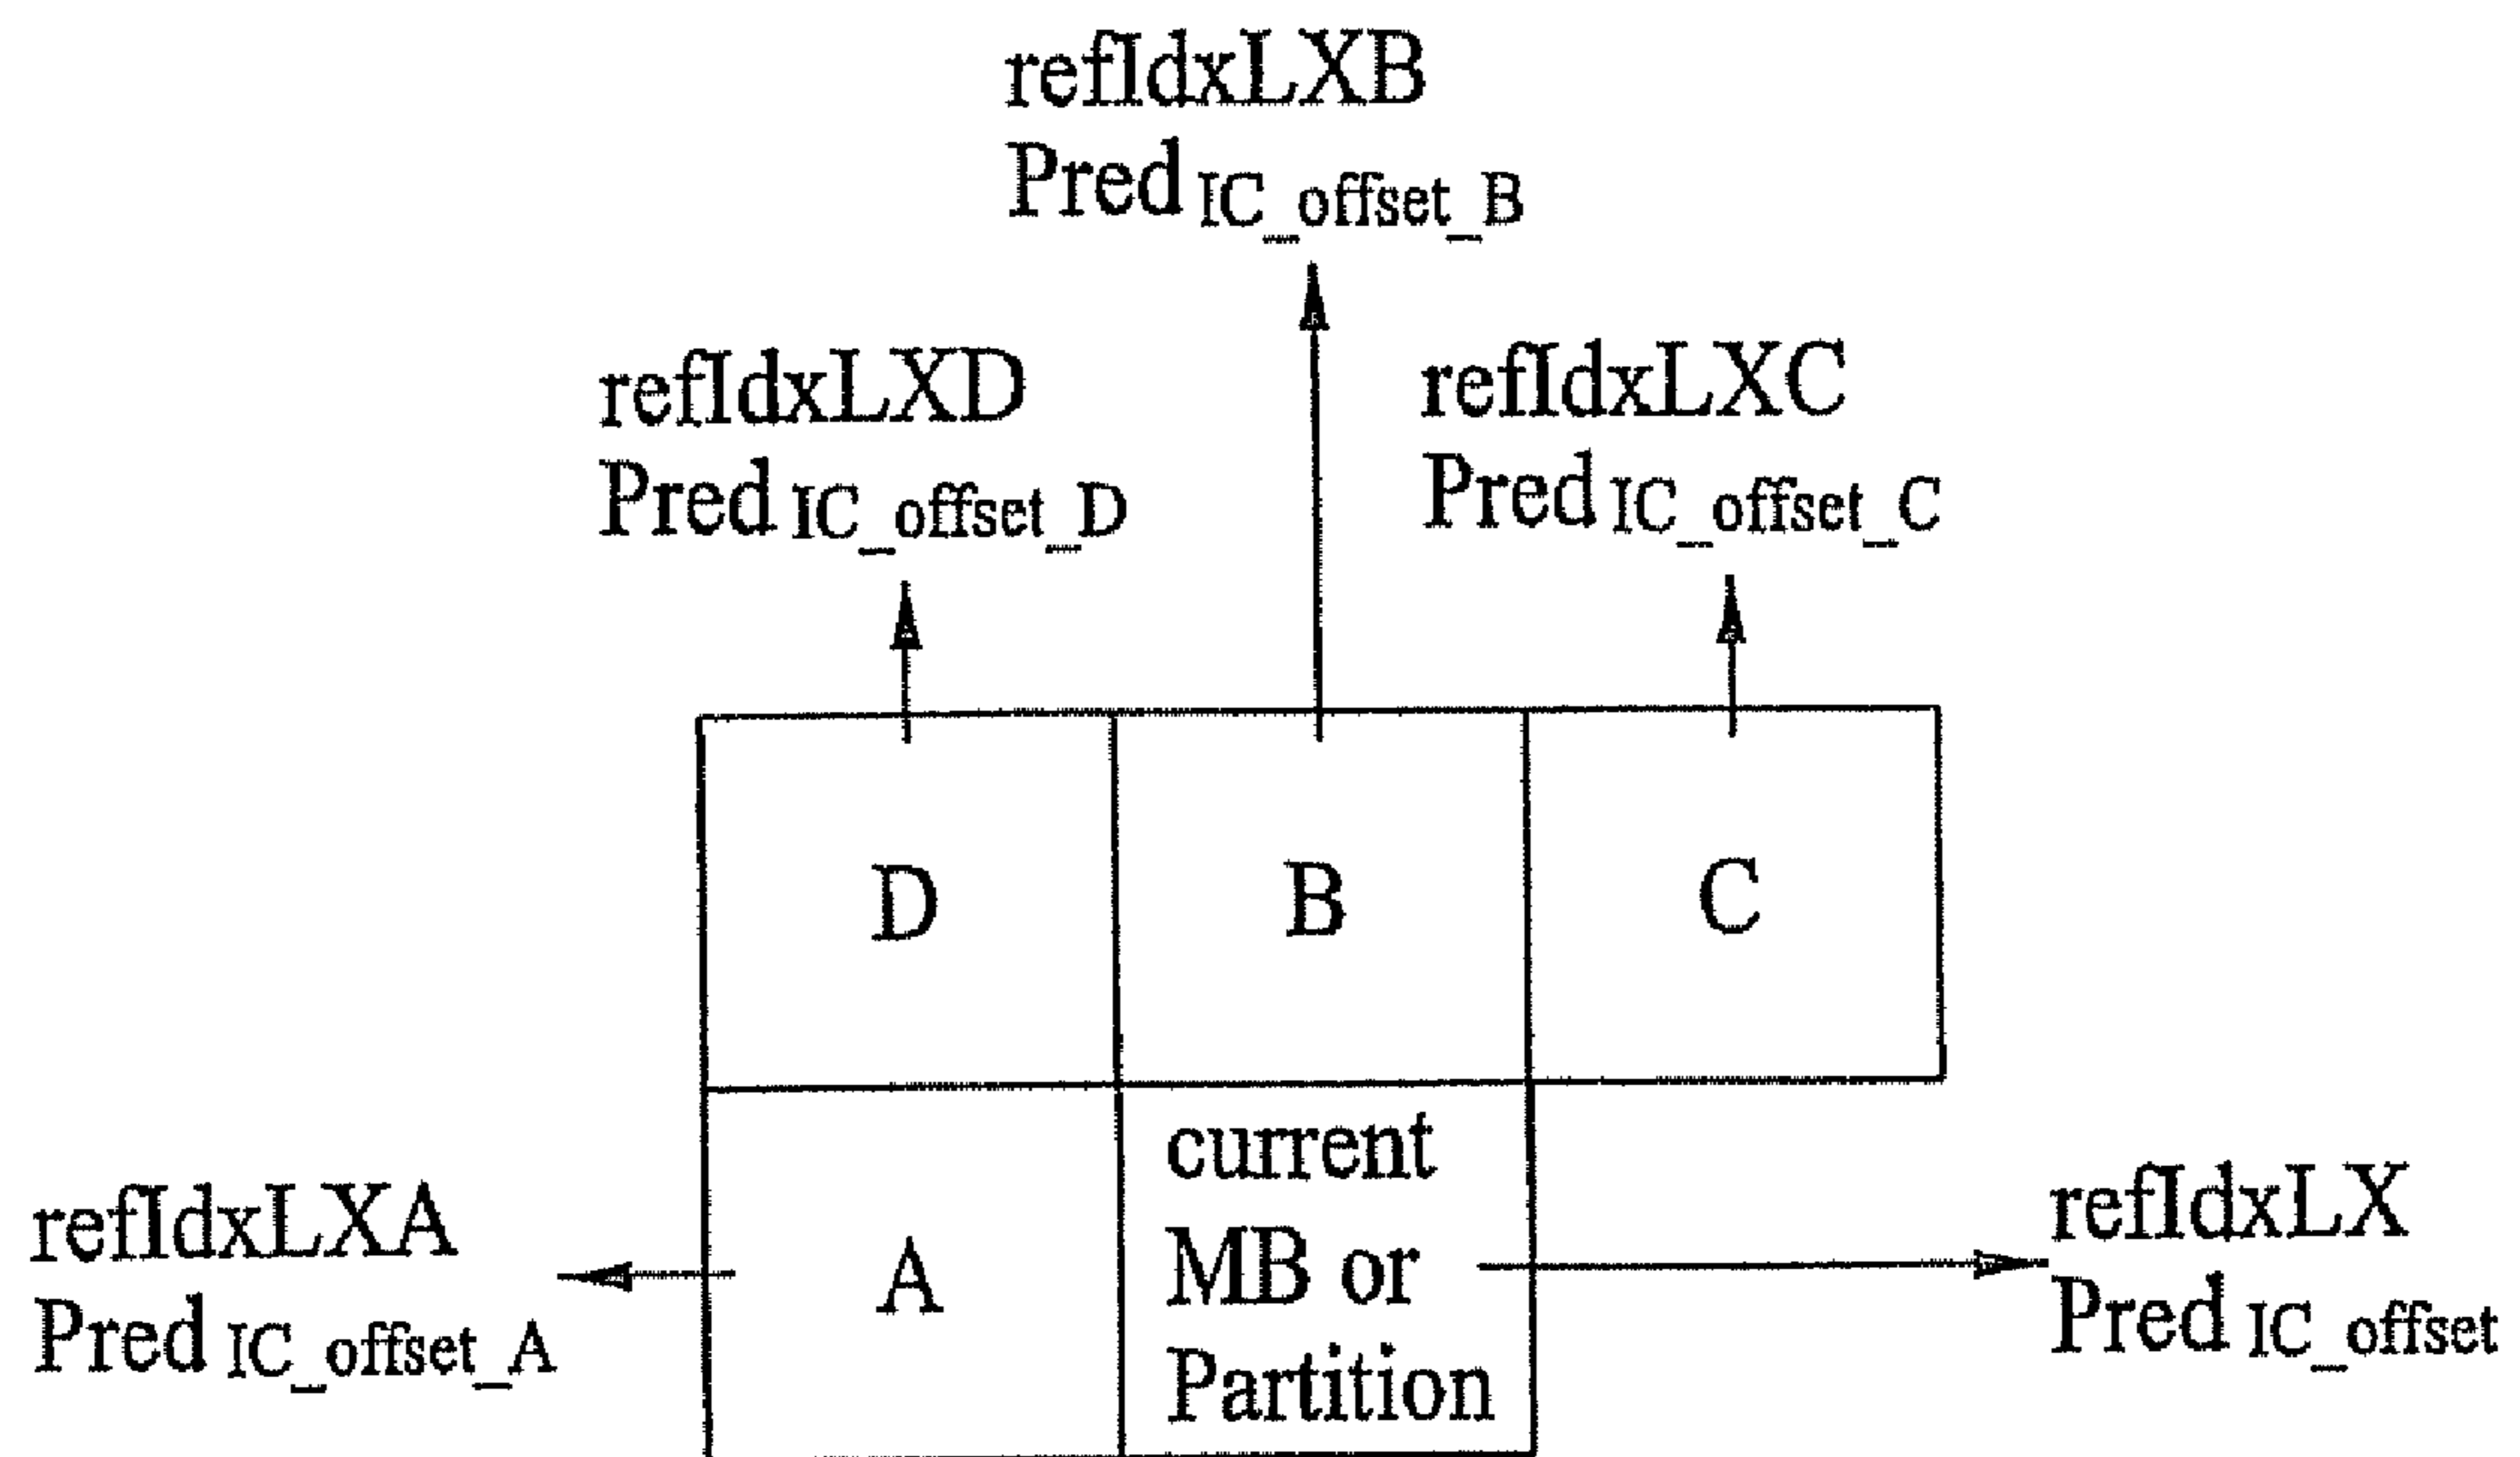 refIdxLXB
Pred IC_offset_B
refIdxLXD
Pred IC_offset_D
refIdxLXC
Pred IC_offset_C
D
B
C
refIdxLXA
Pred IC_offset_A
A
current
MB or
Partition
refIdxLX
Pred IC_offset